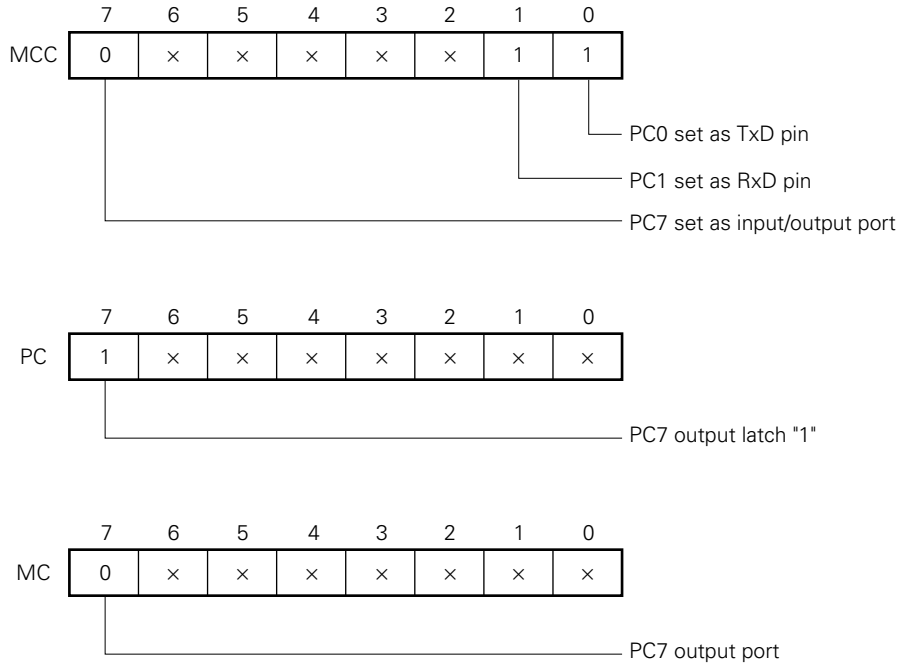 7 6 5 4 3 2 1 0
MCC 0 × × × × × 1 1
PC0 set as TxD pin
PC1 set as RxD pin
PC7 set as input/output port
7 6 5 4 3 2 1 0
PC 1 × × × × × × ×
PC7 output latch "1"
7 6 5 4 3 2 1 0
MC 0 × × × × × × ×
PC7 output port